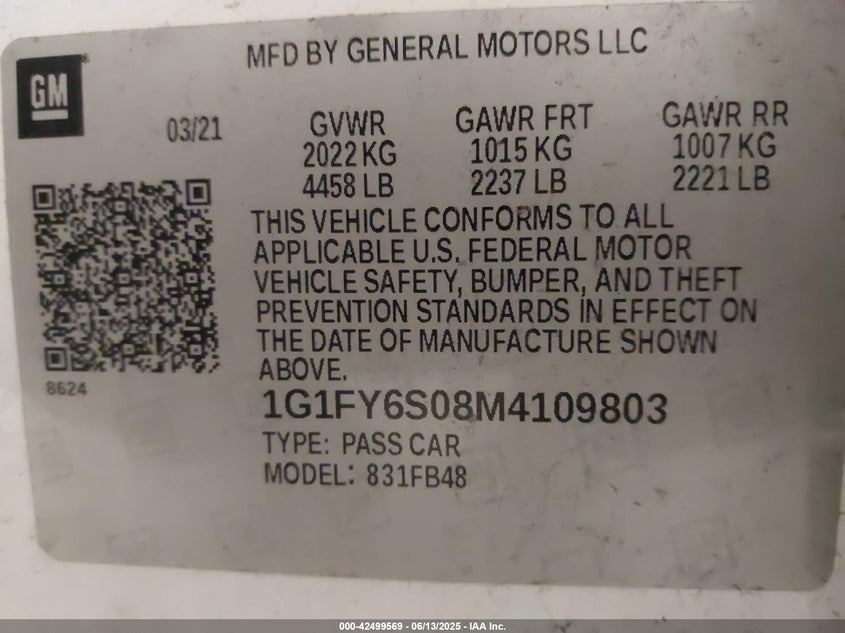 MFD BY GENERAL MOTORS LLC
GM
03/21
GVWR GAWR FRT GAWR RR
2022 KG 1015 KG 1007 KG
4458 LB 2237 LB 2221 LB
THIS VEHICLE CONFORMS TO ALL
APPLICABLE U.S. FEDERAL MOTOR
VEHICLE SAFETY, BUMPER, AND THEFT
PREVENTION STANDARDS IN EFFECT ON
THE DATE OF MANUFACTURE SHOWN
ABOVE.
8624
1G1FY6S08M4109803
TYPE: PASS CAR
MODEL: 831FB48
000-42499569 - 06/13/2025 - IAA Inc.